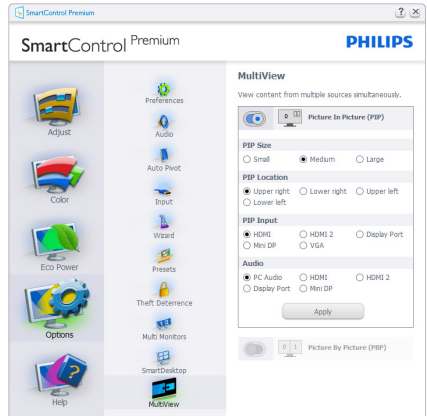 SmartControl Premium
? ×
SmartControl Premium
PHILIPS
Adjust
Color
Eco Power
Options
Help
Preferences
Audio
Auto Pivot
Input
Wizard
Presets
Theft Deterrence
Multi Monitors
SmartDesktop
MultiView
MultiView
View content from multiple sources simultaneously.
Picture In Picture (PIP)
PIP Size
Small Medium Large
PIP Location
Upper right Lower right Upper left
Lower left
PIP Input
HDMI HDMI 2 Display Port
Mini DP VGA
Audio
PC Audio HDMI HDMI 2
Display Port Mini DP
Apply
0 1 Picture By Picture (PBP)